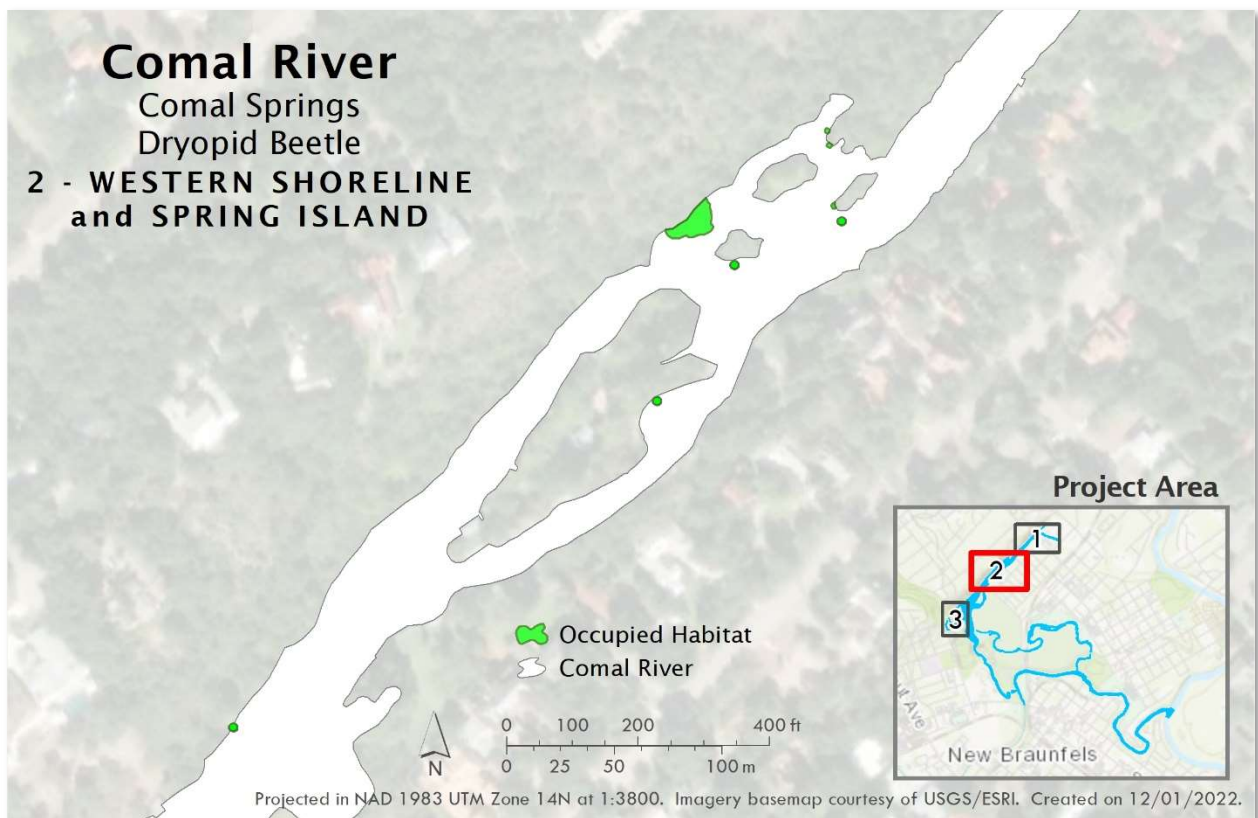 Comal River
Comal Springs
Dryopid Beetle
2 - WESTERN SHORELINE
and SPRING ISLAND
Project Area
1
2
3
New Braunfels
Occupied Habitat
Comal River
0 100 200 400 ft
0 25 50 100 m
N
Projected in NAD 1983 UTM Zone 14N at 1:3800. Imagery basemap courtesy of USGS/ESRI. Created on 12/01/2022.